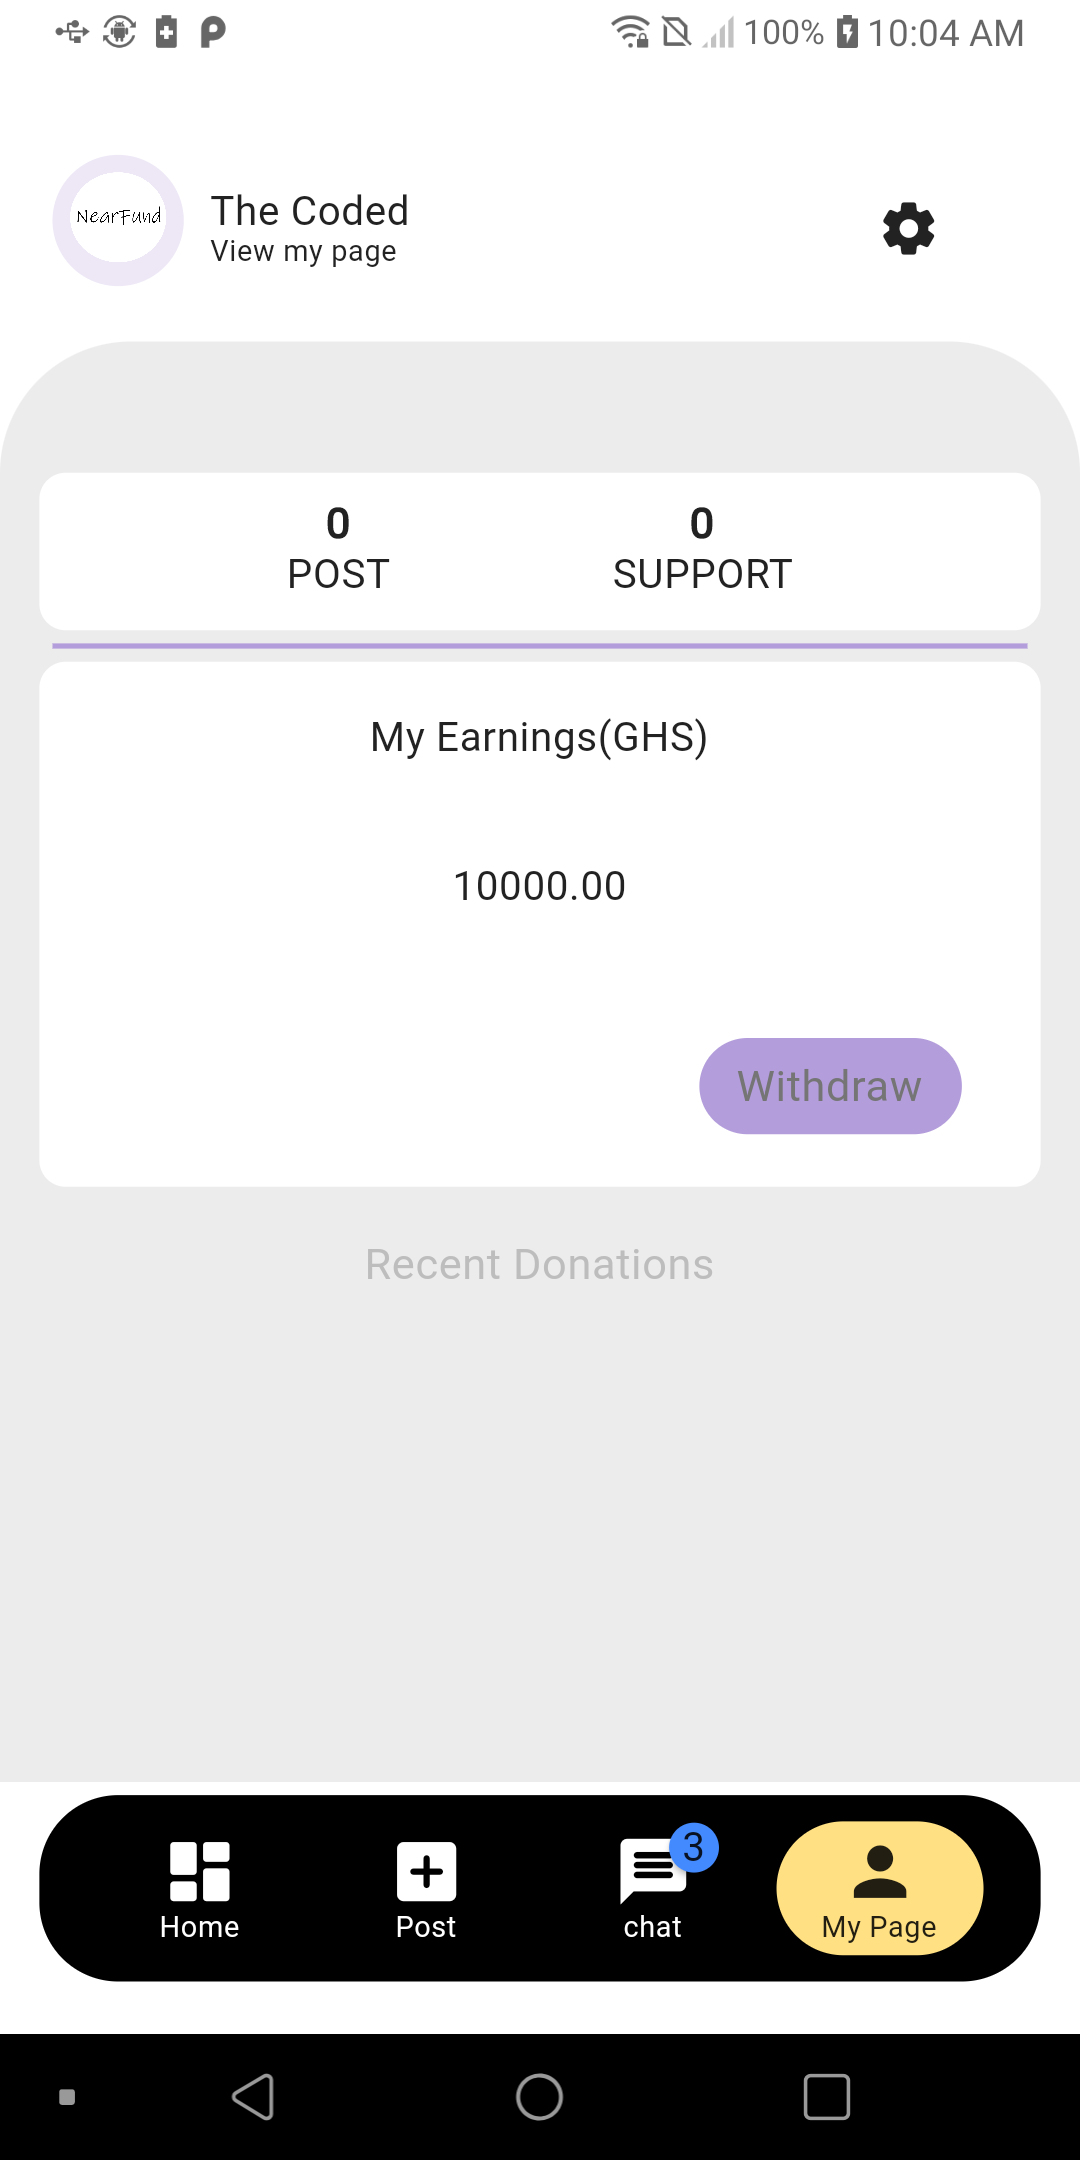 100% 10:04 AM
NearFund
The Coded
View my page
0 0
POST SUPPORT
My Earnings(GHS)
10000.00
Withdraw
Recent Donations
3
Home Post chat My Page